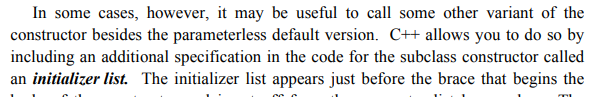 In some cases, however, it may be useful to call some other variant of the
constructor besides the parameterless default version. C++ allows you to do so by
including an additional specification in the code for the subclass constructor called
an initializer list. The initializer list appears just before the brace that begins the